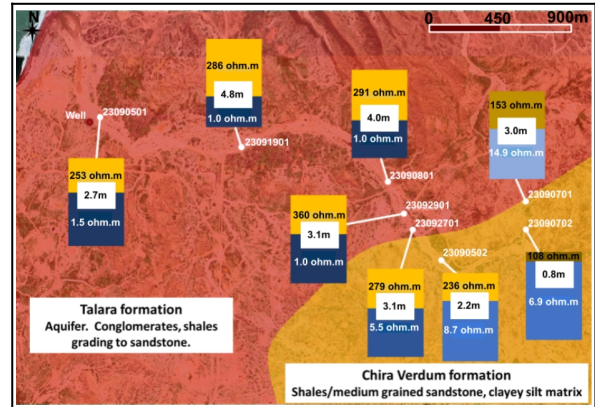 N
0 450 900m
286 ohm.m
4.8m
1.0 ohm.m
23091901
291 ohm.m
4.0m
1.0 ohm.m
23090801
153 ohm.m
3.0m
14.9 ohm.m
23090701
Well
23090501
253 ohm.m
2.7m
1.5 ohm.m
360 ohm.m
3.1m
1.0 ohm.m
23092901
23092701
279 ohm.m
3.1m
5.5 ohm.m
23090502
236 ohm.m
2.2m
8.7 ohm.m
23090702
108 ohm.m
0.8m
6.9 ohm.m
Talara formation
Aquifer. Conglomerates, shales
grading to sandstone.
Chira Verdum formation
Shales/medium grained sandstone, clayey silt matrix